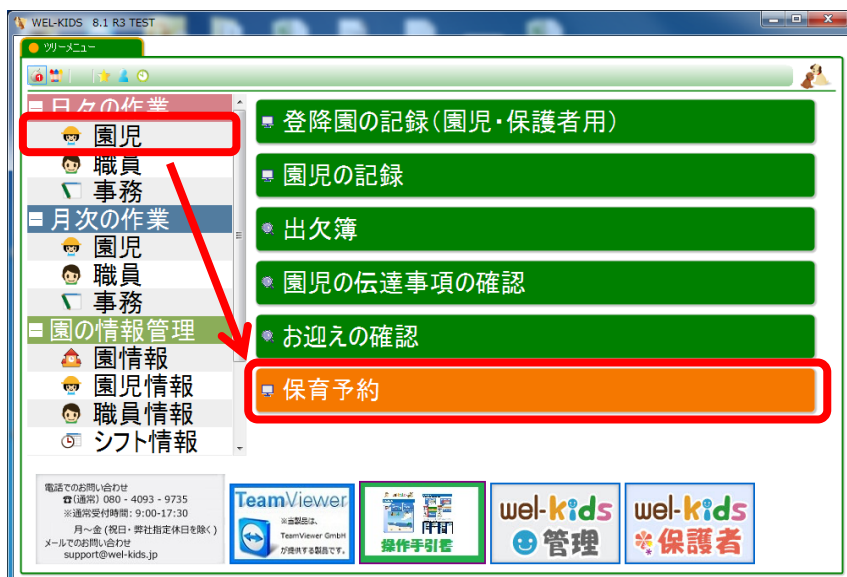 WEL-KIDS 8.1 R3 TEST
ツリーメニュー
日々の作業
園児
職員
事務
月次の作業
園児
職員
事務
園の情報管理
園情報
園児情報
職員情報
シフト情報
登降園の記録(園児・保護者用)
園児の記録
出欠簿
園児の伝達事項の確認
お迎えの確認
保育予約
電話でのお問い合わせ
☎(通常) 080 - 4093 - 9735
※通常受付時間: 9:00-17:30
月~金 (祝日・弊社指定休日を除く)
メールでのお問い合わせ
support@wel-kids.jp
TeamViewer
※当製品は、
TeamViewer GmbH
が提供する製品です。
操作手引書
wel-kids
管理
wel-kids
保護者